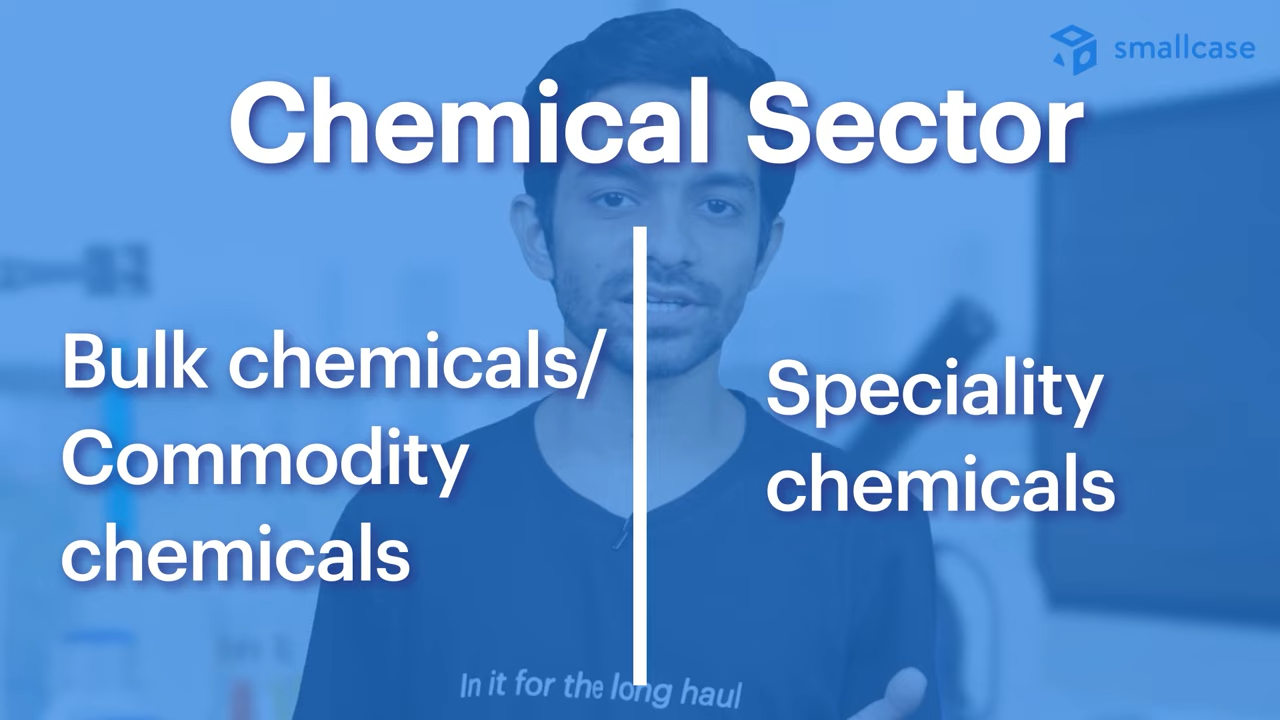 smallcase
Chemical Sector
Bulk chemicals/
Commodity
chemicals
Speciality
chemicals
In it for the long haul